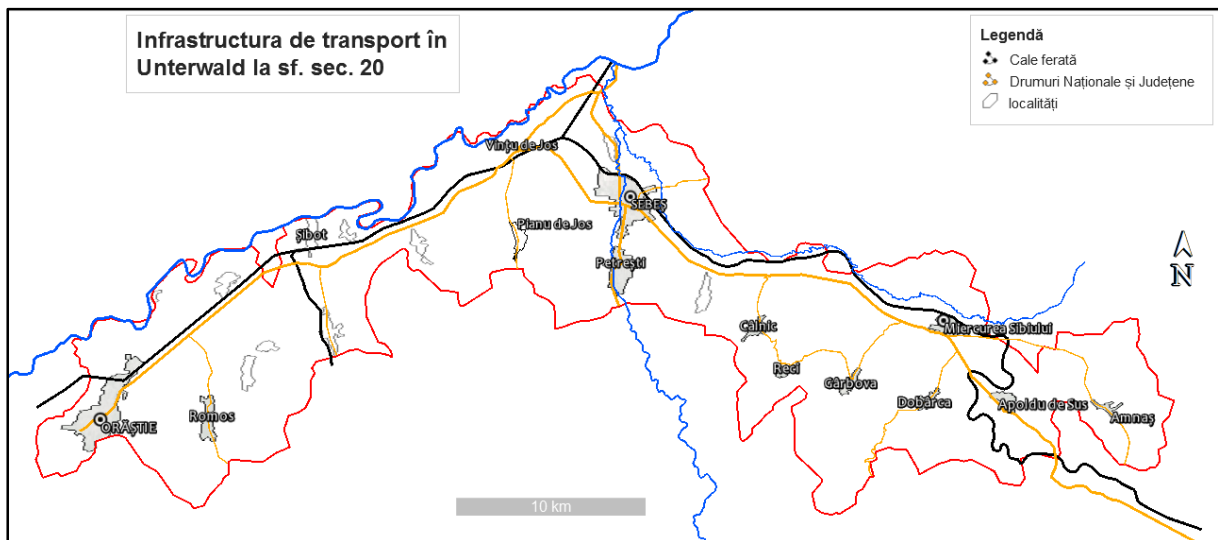 Infrastructura de transport în
Unterwald la sf. sec. 20
Legendă
Cale ferată
Drumuri Naționale și Județene
localități
Vințu de Jos
SEBEȘ
Șibot
Pianu de Jos
Petrești
N
Câlnic
Miercurea Sibiului
Reci
Gârbova
Dobârca
Apoldu de Sus
Amnaș
Romos
ORĂȘTIE
10 km